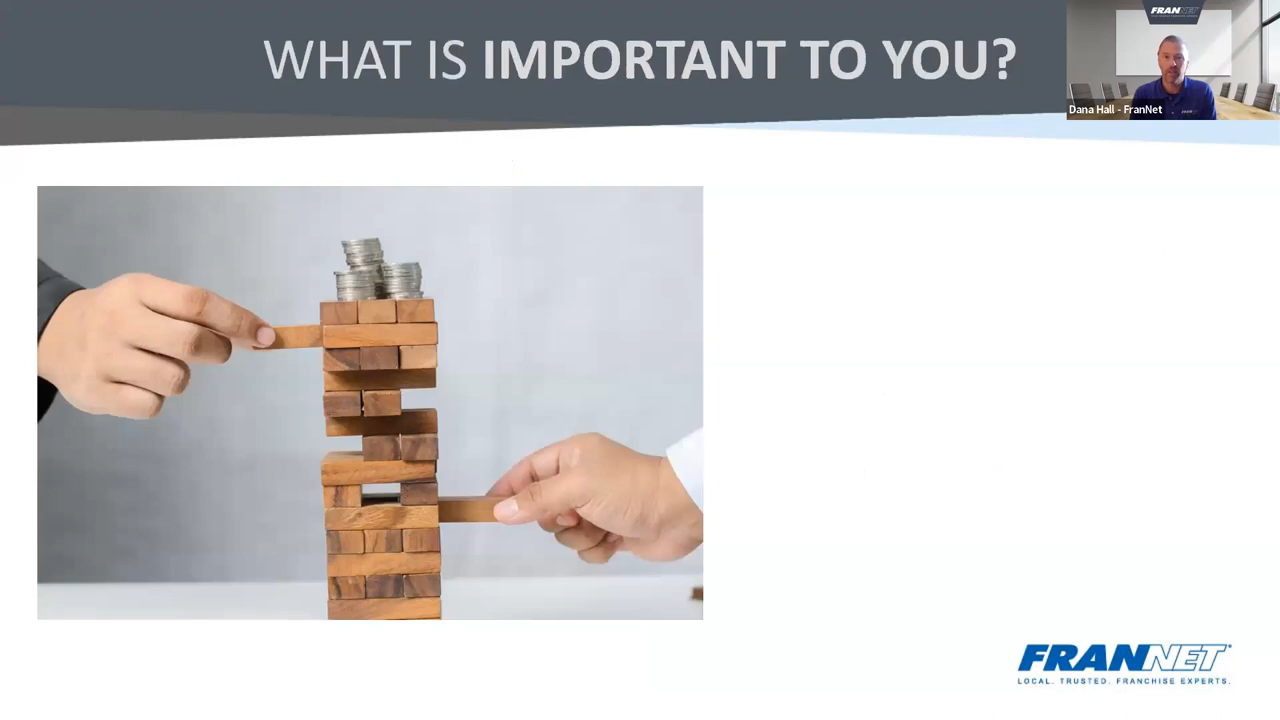 WHAT IS IMPORTANT TO YOU?
FRANNET
Dana Hall - FranNet
FRANNET
LOCAL. TRUSTED. FRANCHISE EXPERTS.